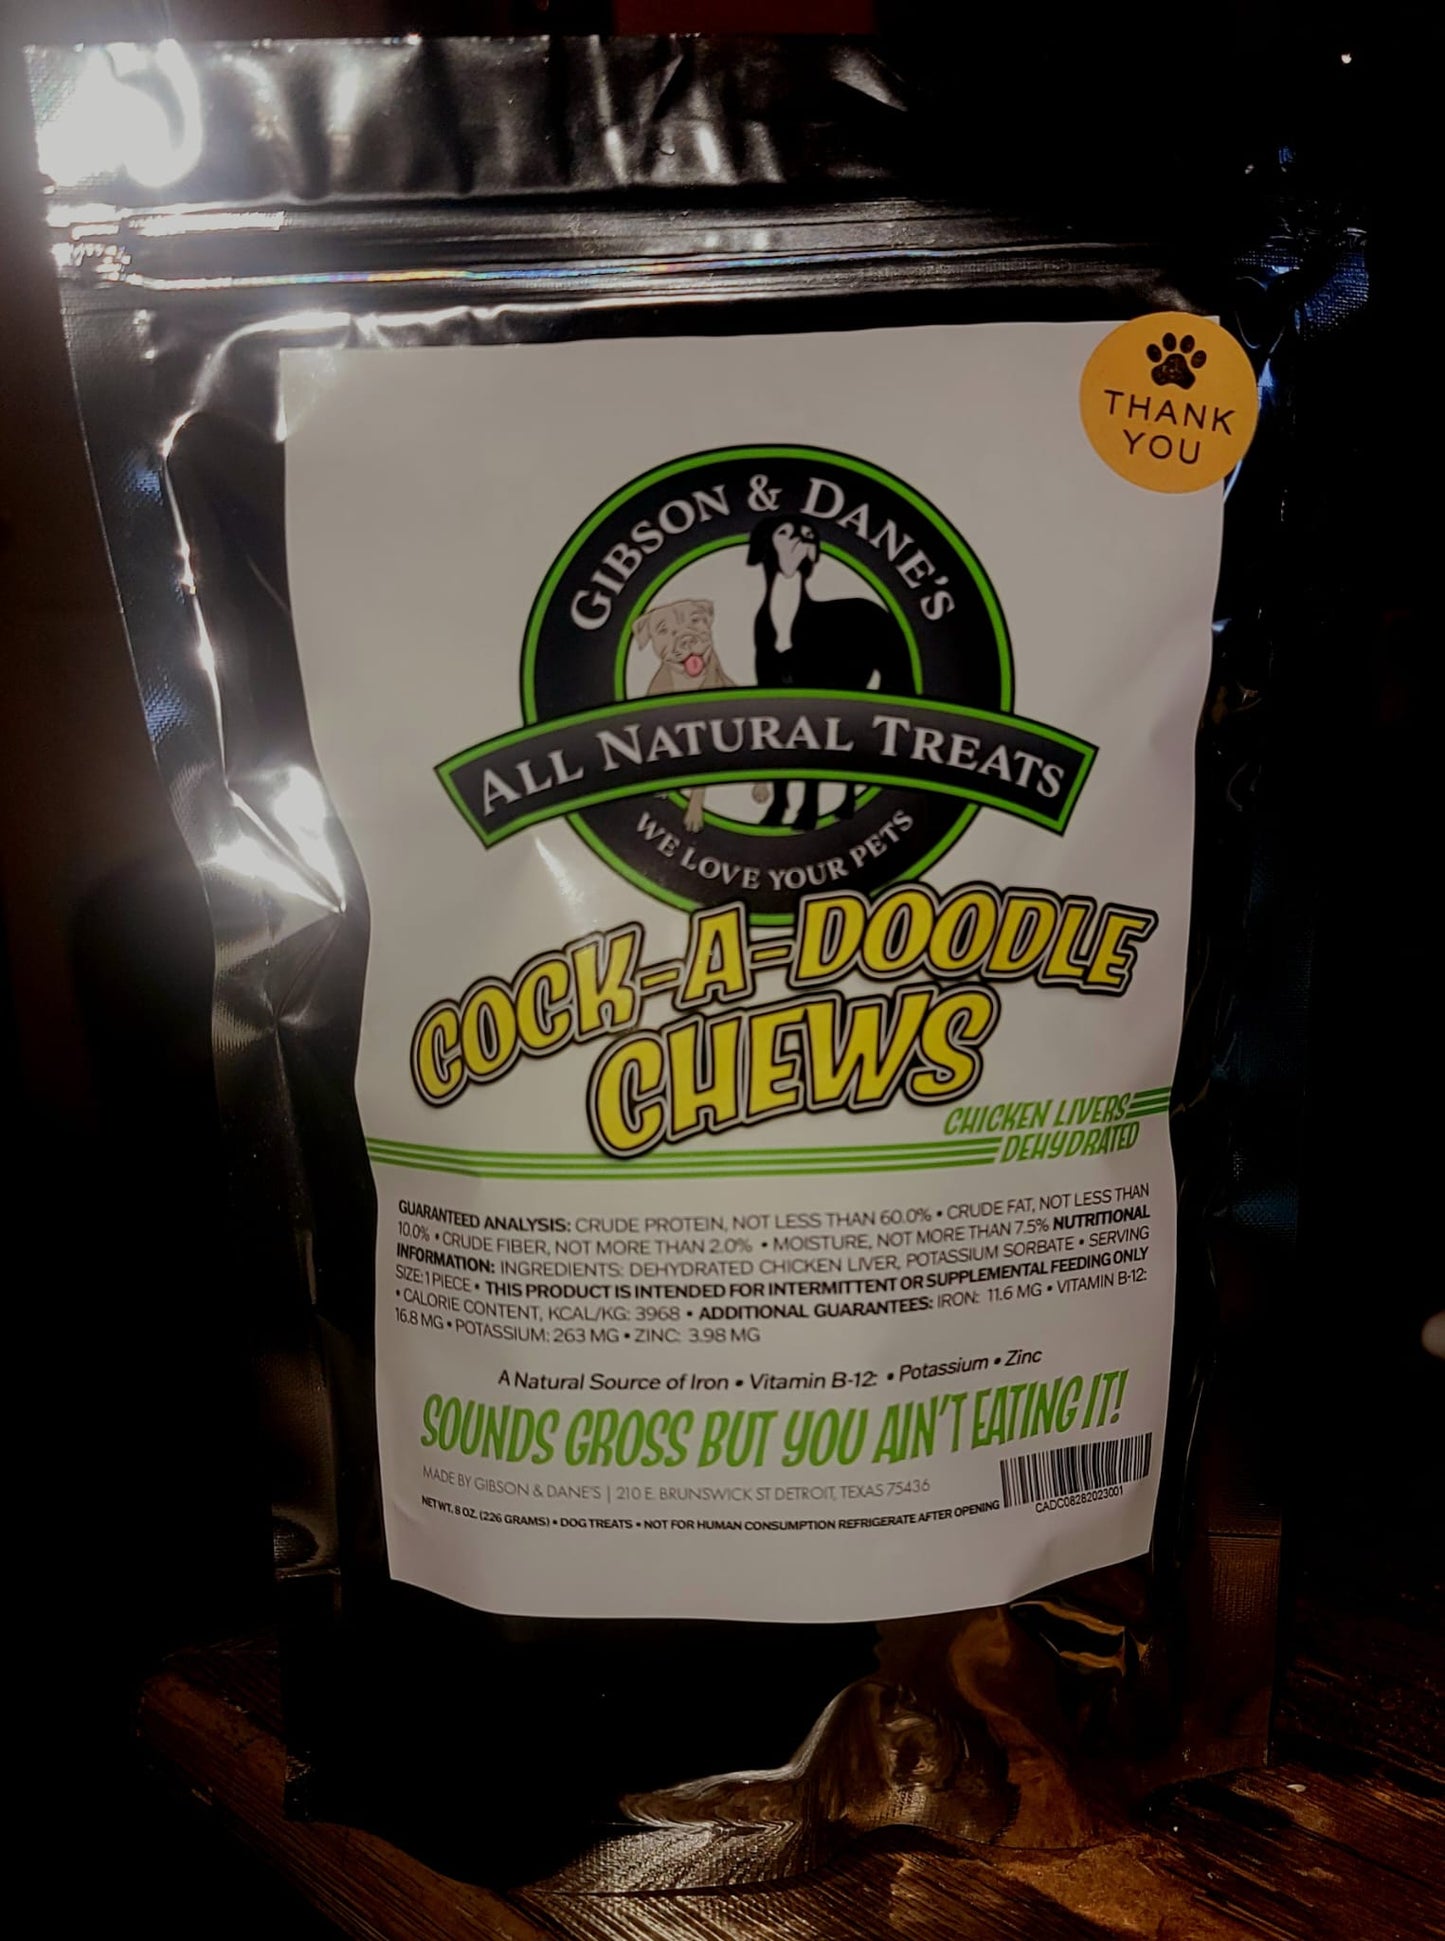 THANK
YOU
GIBSON & DANE'S
ALL NATURAL TREATS
WE LOVE YOUR PETS
COCK-A-DOODLE
CHEWS
CHICKEN LIVERS
DEHYDRATED
GUARANTEED ANALYSIS: CRUDE PROTEIN, NOT LESS THAN 60.0% • CRUDE FAT, NOT LESS THAN
10.0% • CRUDE FIBER, NOT MORE THAN 2.0% • MOISTURE, NOT MORE THAN 7.5% NUTRITIONAL
INFORMATION: INGREDIENTS: DEHYDRATED CHICKEN LIVER, POTASSIUM SORBATE • SERVING
SIZE: 1 PIECE • THIS PRODUCT IS INTENDED FOR INTERMITTENT OR SUPPLEMENTAL FEEDING ONLY
• CALORIE CONTENT, KCAL/KG: 3968 • ADDITIONAL GUARANTEES: IRON: 11.6 MG • VITAMIN B-12:
16.8 MG • POTASSIUM: 263 MG • ZINC: 3.98 MG
A Natural Source of Iron • Vitamin B-12: • Potassium • Zinc
SOUNDS GROSS BUT YOU AIN'T EATING IT!
MADE BY GIBSON & DANE'S | 210 E. BRUNSWICK ST DETROIT, TEXAS 75436
NET WT. 8 OZ. (226 GRAMS) • DOG TREATS • NOT FOR HUMAN CONSUMPTION REFRIGERATE AFTER OPENING
CADC08282023001